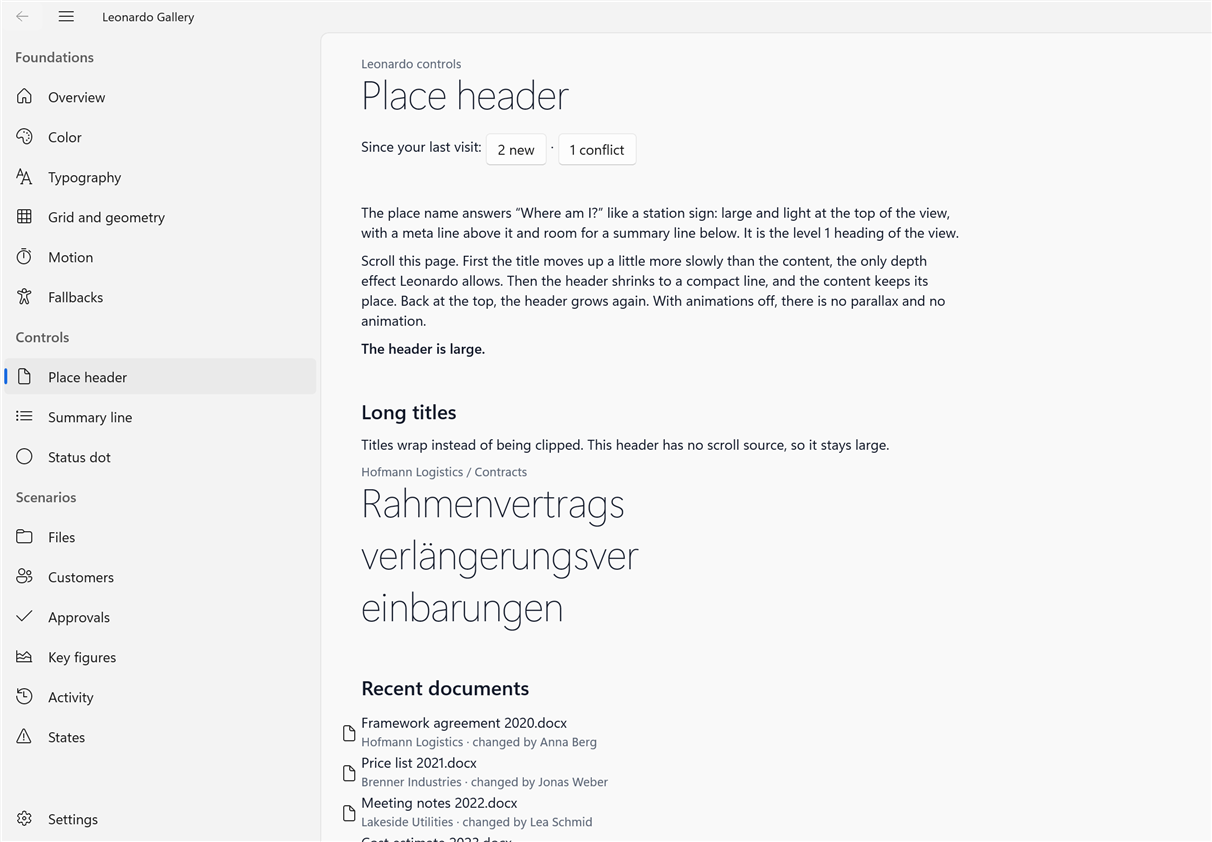 Leonardo Gallery
Foundations
Overview
Color
Typography
Grid and geometry
Motion
Fallbacks
Controls
Place header
Summary line
Status dot
Scenarios
Files
Customers
Approvals
Key figures
Activity
States
Settings
Leonardo controls
Place header
Since your last visit: 2 new · 1 conflict
The place name answers “Where am I?” like a station sign: large and light at the top of the view,
with a meta line above it and room for a summary line below. It is the level 1 heading of the view.
Scroll this page. First the title moves up a little more slowly than the content, the only depth
effect Leonardo allows. Then the header shrinks to a compact line, and the content keeps its
place. Back at the top, the header grows again. With animations off, there is no parallax and no
animation.
The header is large.
Long titles
Titles wrap instead of being clipped. This header has no scroll source, so it stays large.
Hofmann Logistics / Contracts
Rahmenvertrags
verlängerungsver
einbarungen
Recent documents
Framework agreement 2020.docx
Hofmann Logistics · changed by Anna Berg
Price list 2021.docx
Brenner Industries · changed by Jonas Weber
Meeting notes 2022.docx
Lakeside Utilities · changed by Lea Schmid
Cost estimate 2023.docx